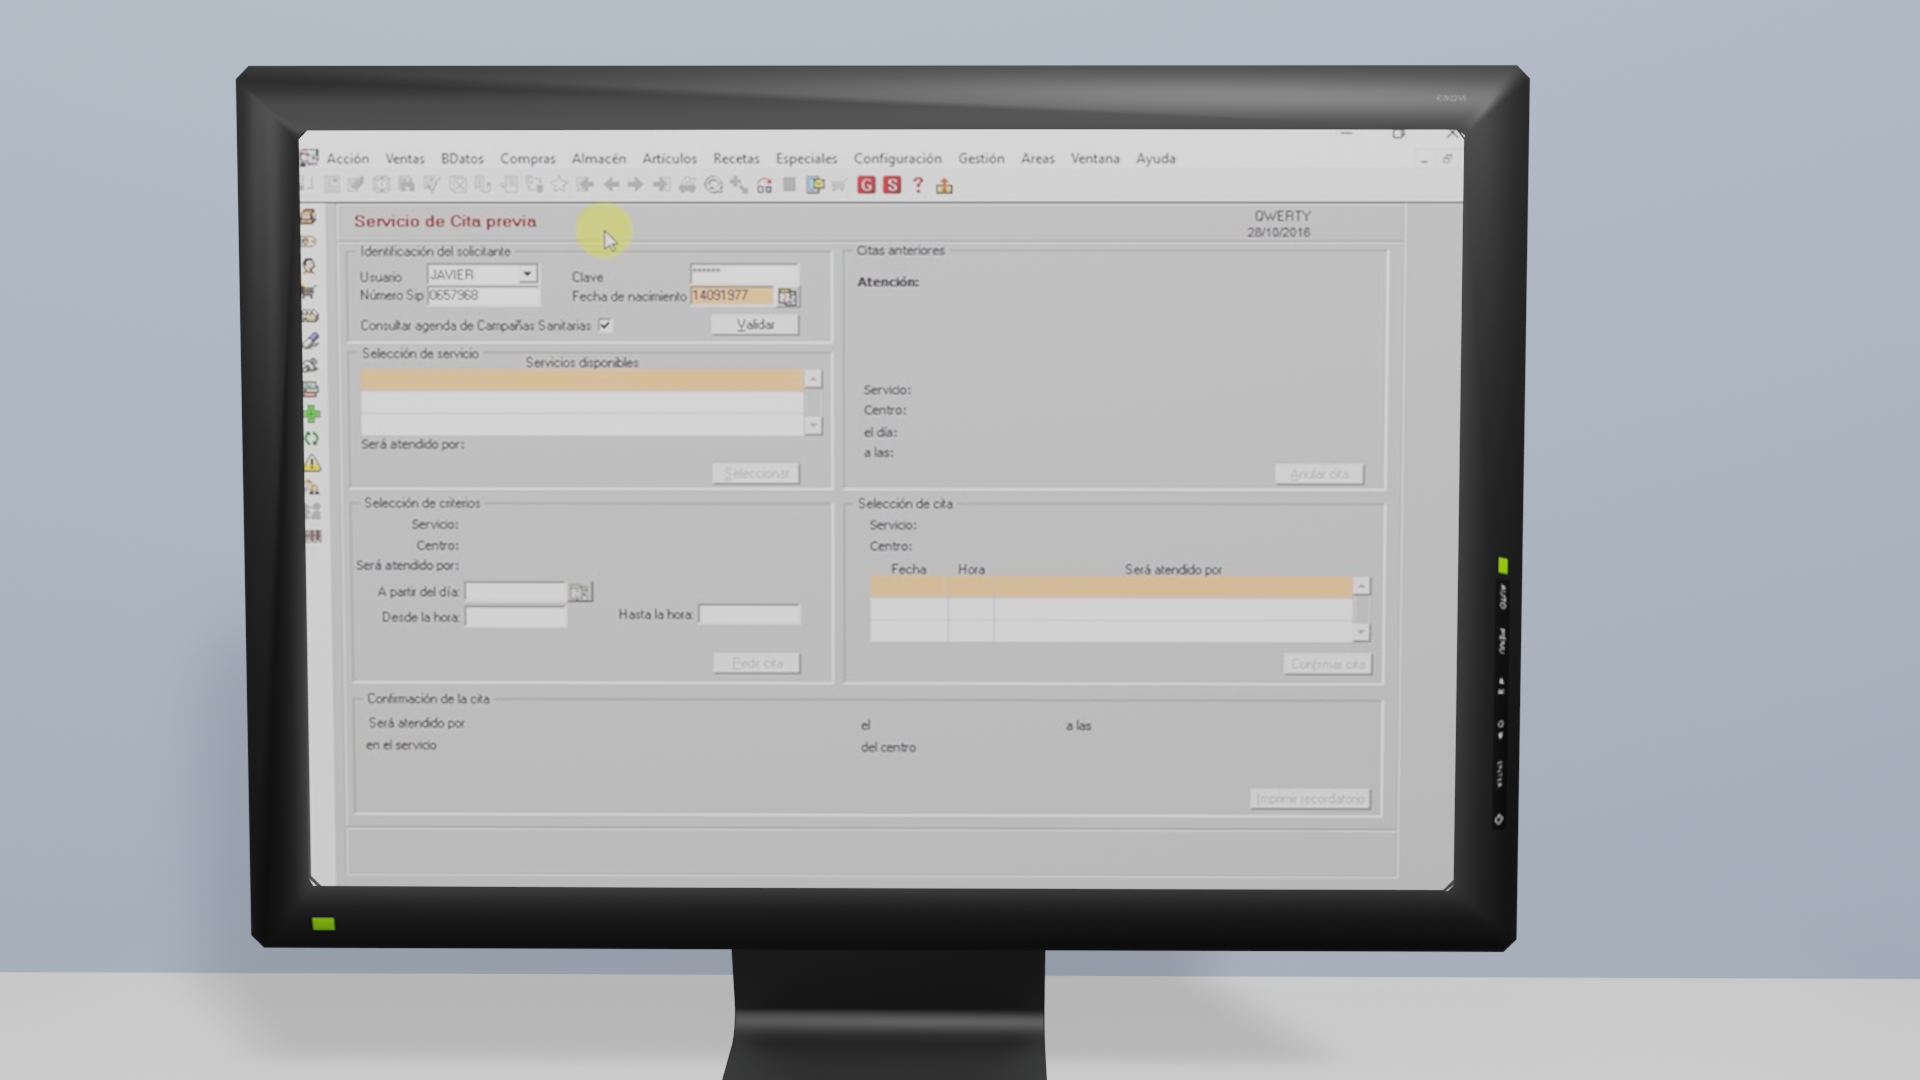 Acción Ventas BDatos Compras Almacén Artículos Recetas Especiales Configuración Gestión Areas Ventana Ayuda
G S ?
Servicio de Cita previa
QWERTY
28/10/2016
Identificación del solicitante
Usuario JAVIER Clave ******
Número Sip 0657968 Fecha de nacimiento 14091977
Consultar agenda de Campañas Sanitarias Validar
Citas anteriores
Atención:
Servicio:
Centro:
el día:
a las:
Anular cita
Selección de servicio
Servicios disponibles
Será atendido por:
Seleccionar
Selección de criterios
Servicio:
Centro:
Será atendido por:
A partir del día:
Desde la hora: Hasta la hora:
Pedir cita
Selección de cita
Servicio:
Centro:
Fecha Hora Será atendido por
Confirmar cita
Confirmación de la cita
Será atendido por el a las
en el servicio del centro
Imprimir recordatorio
AUTO
MENU